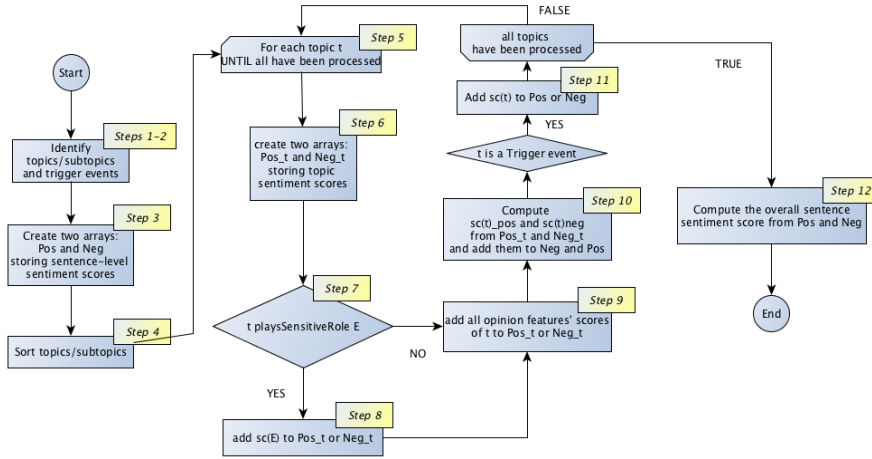 Start
Steps 1-2
Identify
topics/subtopics
and trigger events
Step 3
Create two arrays:
Pos and Neg
storing sentence-level
sentiment scores
Step 4
Sort topics/subtopics
Step 5
For each topic t
UNTIL all have been processed
Step 6
create two arrays:
Pos_t and Neg_t
storing topic
sentiment scores
Step 7
t playsSensitiveRole E
NO
YES
Step 8
add sc(E) to Pos_t or Neg_t
Step 9
add all opinion features' scores
of t to Pos_t or Neg_t
Step 10
Compute
sc(t)_pos and sc(t)neg
from Pos_t and Neg_t
and add them to Neg and Pos
t is a Trigger event
YES
Step 11
Add sc(t) to Pos or Neg
all topics
have been processed
FALSE
TRUE
Step 12
Compute the overall sentence
sentiment score from Pos and Neg
End